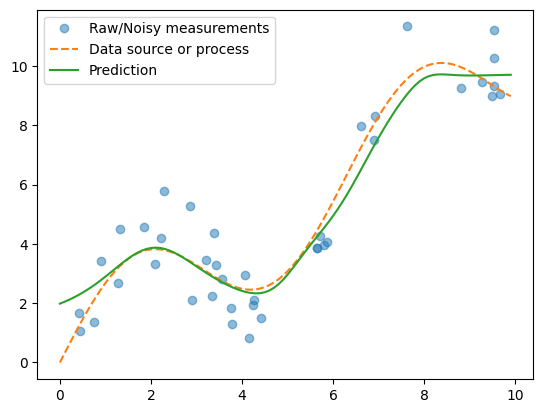 Raw/Noisy measurements
Data source or process
Prediction
10
8
6
4
2
0
0 2 4 6 8 10